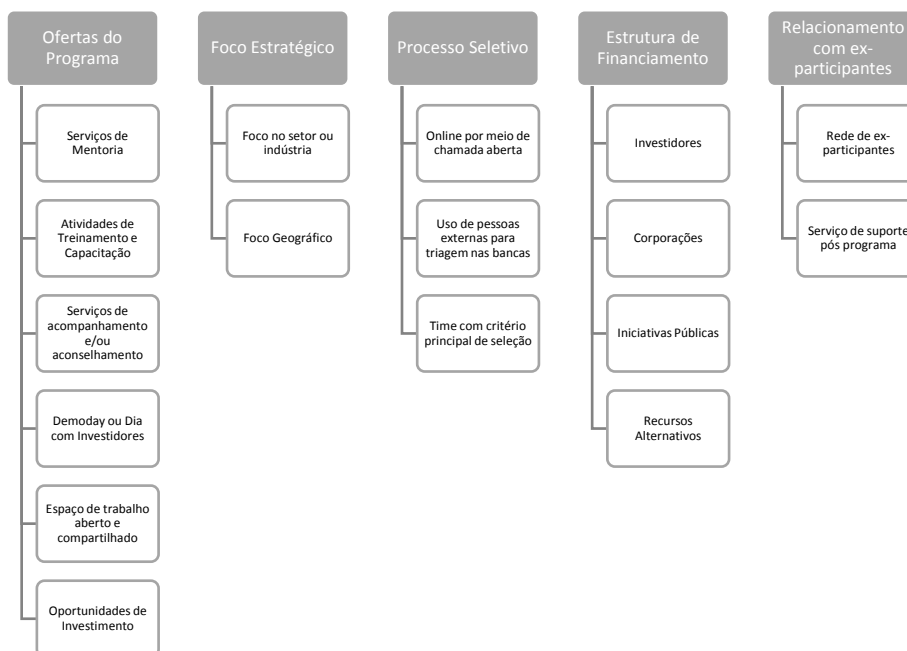 Ofertas do
Programa
Serviços de
Mentoria
Atividades de
Treinamento e
Capacitação
Serviços de
acompanhamento
e/ou
aconselhamento
Demoday ou Dia
com Investidores
Espaço de trabalho
aberto e
compartilhado
Oportunidades de
Investimento
Foco Estratégico
Foco no setor ou
indústria
Foco Geográfico
Processo Seletivo
Online por meio de
chamada aberta
Uso de pessoas
externas para
triagem nas bancas
Time com critério
principal de seleção
Estrutura de
Financiamento
Investidores
Corporações
Iniciativas Públicas
Recursos
Alternativos
Relacionamento
com ex-
participantes
Rede de ex-
participantes
Serviço de suporte
pós programa